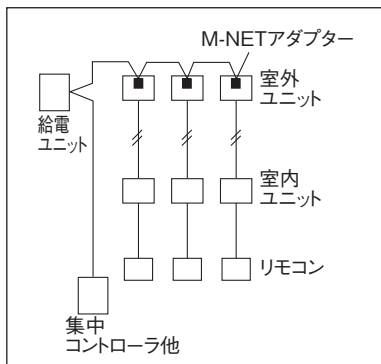 M-NETアダプター
室外
ユニット
給電
ユニット
室内
ユニット
リモコン
集中
コントローラ他